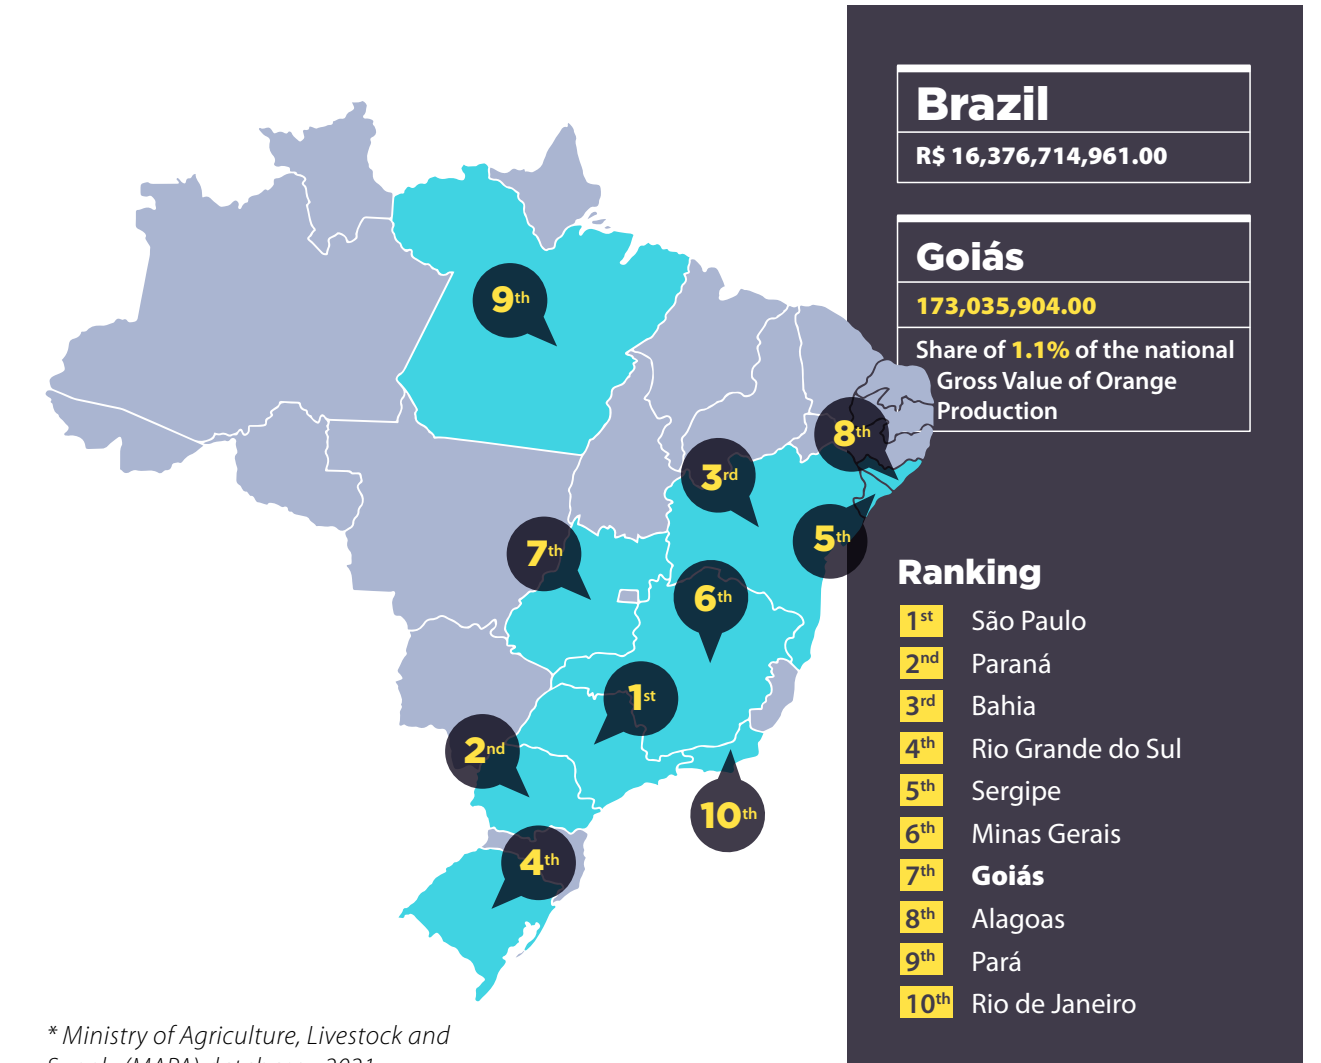 Brazil
R$ 16,376,714,961.00
Goiás
173,035,904.00
Share of 1.1% of the national
Gross Value of Orange
Production
9th
8th
3rd
5th
7th
6th
1st
2nd
10th
4th
Ranking
1st São Paulo
2nd Paraná
3rd Bahia
4th Rio Grande do Sul
5th Sergipe
6th Minas Gerais
7th Goiás
8th Alagoas
9th Pará
10th Rio de Janeiro
* Ministry of Agriculture, Livestock and